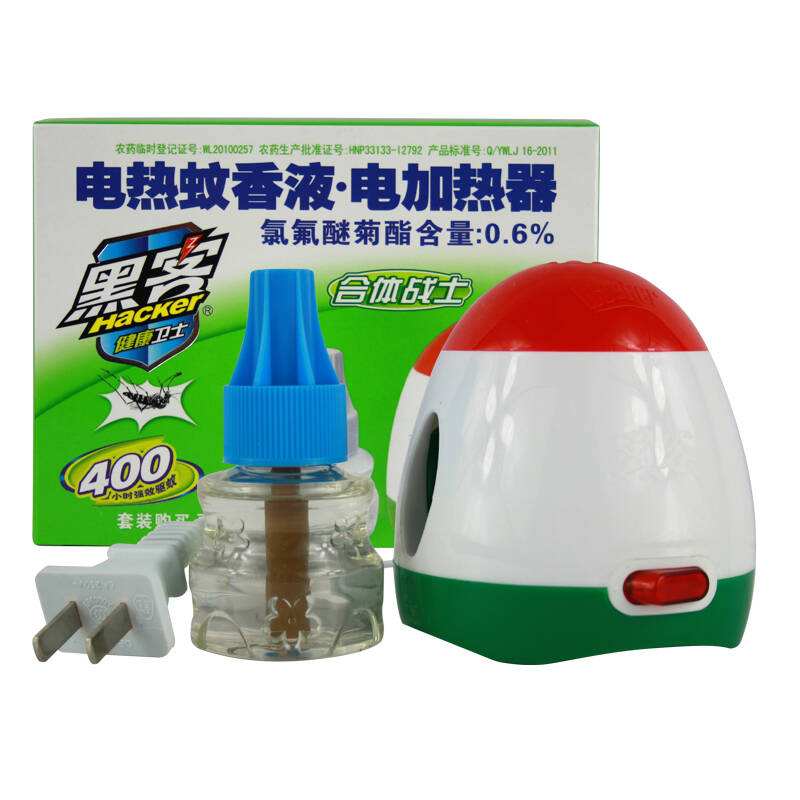 农药临时登记证号:WL20100257 农药生产批准证号:HNP33133-I2792 产品标准号:Q/YWLJ 16-2011
电热蚊香液·电加热器
氯氟醚菊酯含量:0.6%
黑客
Hacker®
健康卫士
合体战士
400
小时强效驱蚊
套装购买